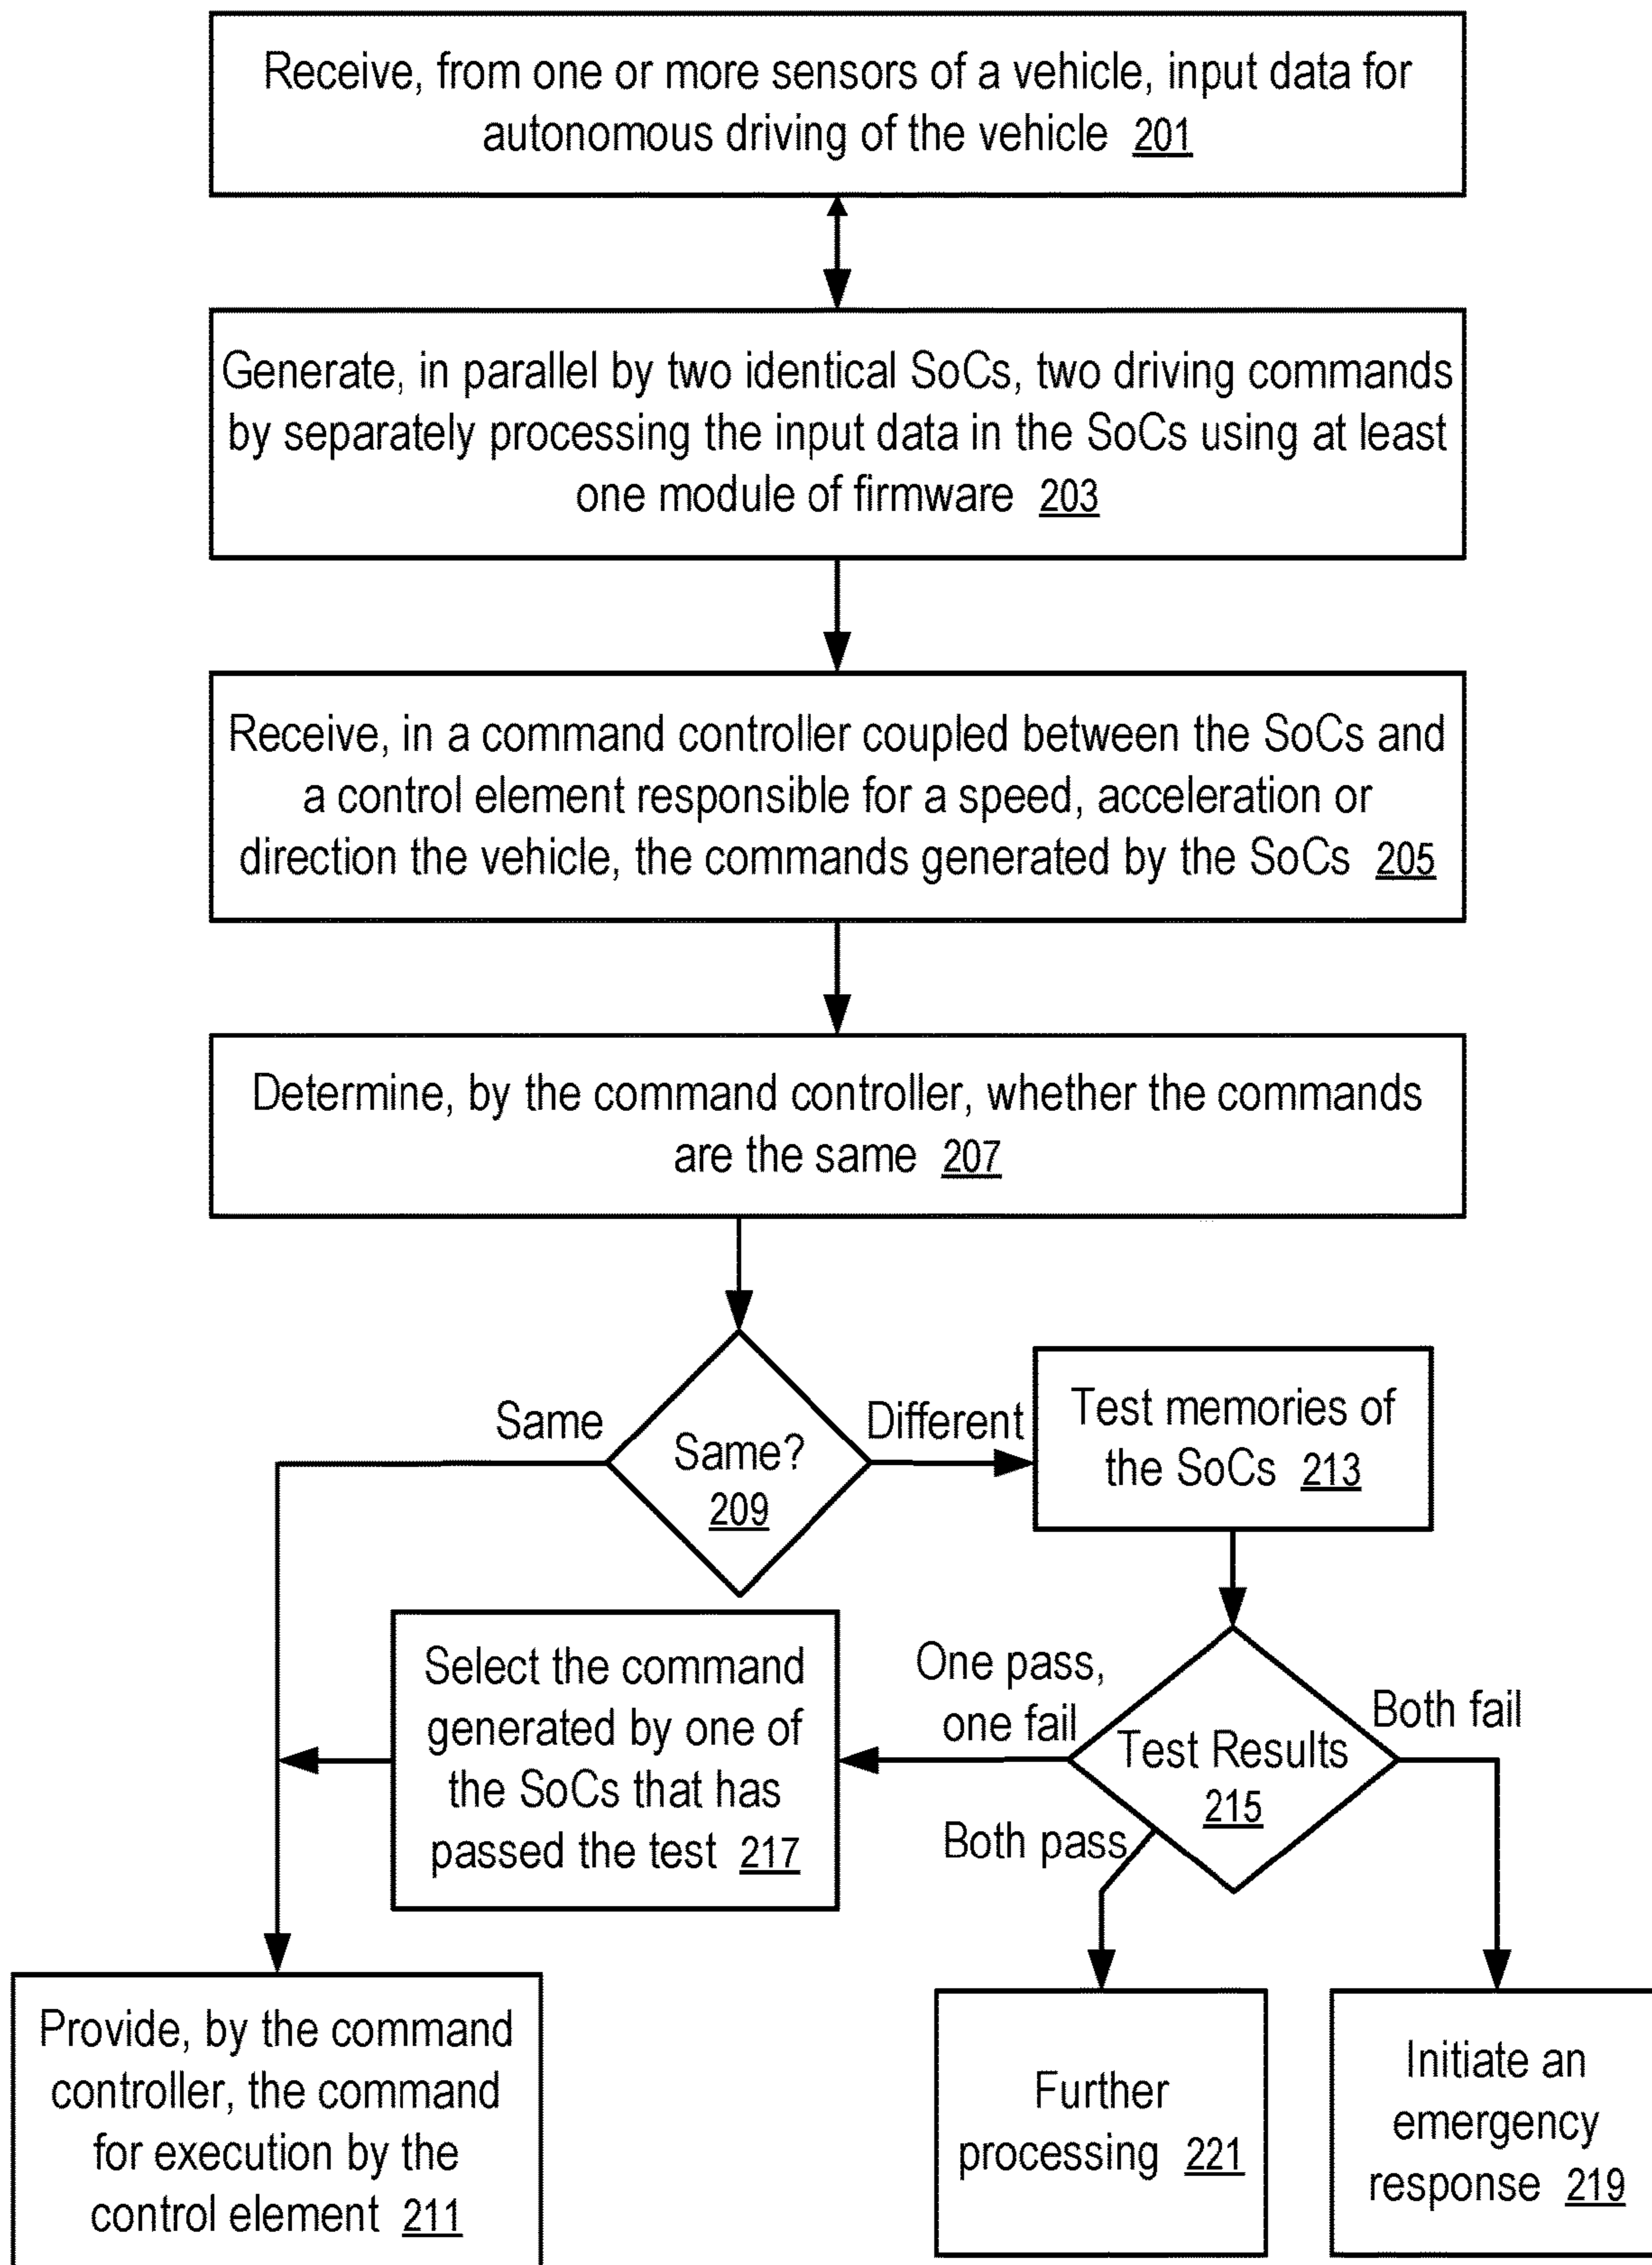 Receive, from one or more sensors of a vehicle, input data for
autonomous driving of the vehicle 201
Generate, in parallel by two identical SoCs, two driving commands
by separately processing the input data in the SoCs using at least
one module of firmware 203
Receive, in a command controller coupled between the SoCs and
a control element responsible for a speed, acceleration or
direction the vehicle, the commands generated by the SoCs 205
Determine, by the command controller, whether the commands
are the same 207
Same
Same?
209
Different
Test memories of
the SoCs 213
Select the command
generated by one of
the SoCs that has
passed the test 217
One pass,
one fail
Test Results
215
Both fail
Both pass
Provide, by the command
controller, the command
for execution by the
control element 211
Further
processing 221
Initiate an
emergency
response 219